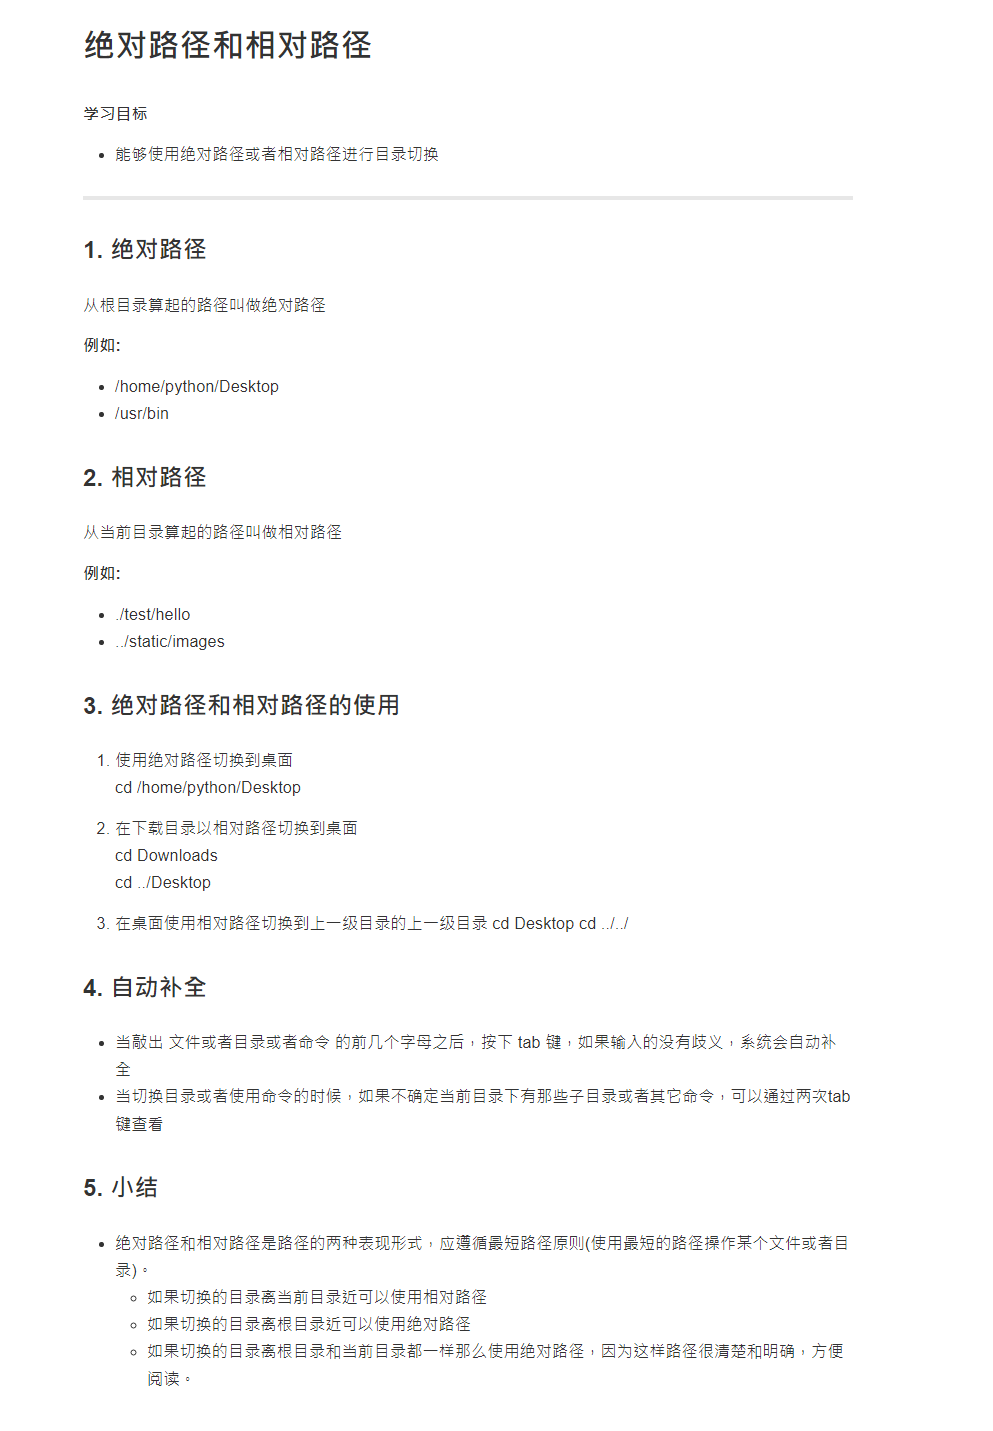 绝对路径和相对路径
学习目标
• 能够使用绝对路径或者相对路径进行目录切换
1. 绝对路径
从根目录算起的路径叫做绝对路径
例如:
• /home/python/Desktop
• /usr/bin
2. 相对路径
从当前目录算起的路径叫做相对路径
例如:
• ./test/hello
• ../static/images
3. 绝对路径和相对路径的使用
1. 使用绝对路径切换到桌面
cd /home/python/Desktop
2. 在下载目录以相对路径切换到桌面
cd Downloads
cd ../Desktop
3. 在桌面使用相对路径切换到上一级目录的上一级目录 cd Desktop cd ../../
4. 自动补全
• 当敲出 文件或者目录或者命令 的前几个字母之后，按下 tab 键，如果输入的没有歧义，系统会自动补
全
• 当切换目录或者使用命令的时候，如果不确定当前目录下有那些子目录或者其它命令，可以通过两次tab
键查看
5. 小结
• 绝对路径和相对路径是路径的两种表现形式，应遵循最短路径原则(使用最短的路径操作某个文件或者目
录)。
◦ 如果切换的目录离当前目录近可以使用相对路径
◦ 如果切换的目录离根目录近可以使用绝对路径
◦ 如果切换的目录离根目录和当前目录都一样那么使用绝对路径，因为这样路径很清楚和明确，方便
阅读。